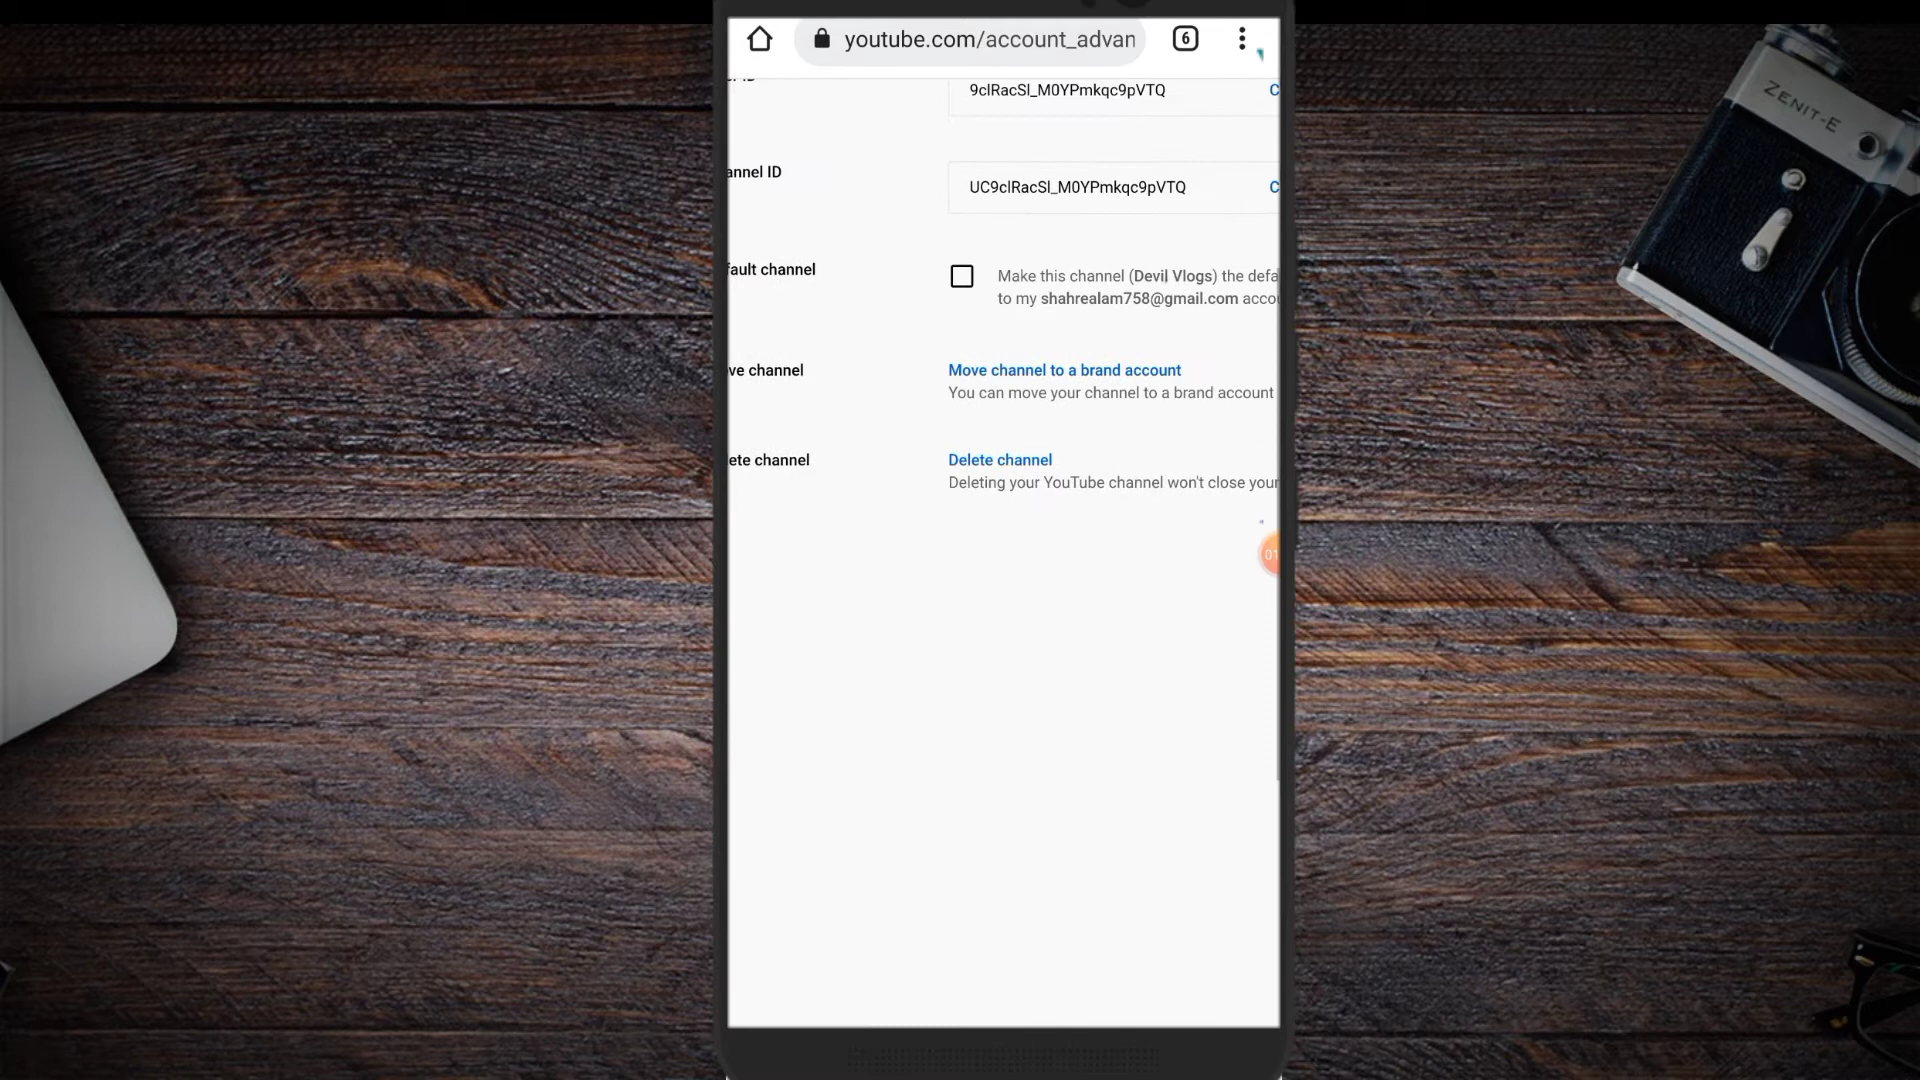 youtube.com/account_advan
6
9clRacSl_M0YPmkqc9pVTQ
annel ID
UC9clRacSl_M0YPmkqc9pVTQ
fault channel
Make this channel (Devil Vlogs) the defa
to my shahrealam758@gmail.com accou
ve channel
Move channel to a brand account
You can move your channel to a brand account
ete channel
Delete channel
Deleting your YouTube channel won't close your
01
ZENIT-E